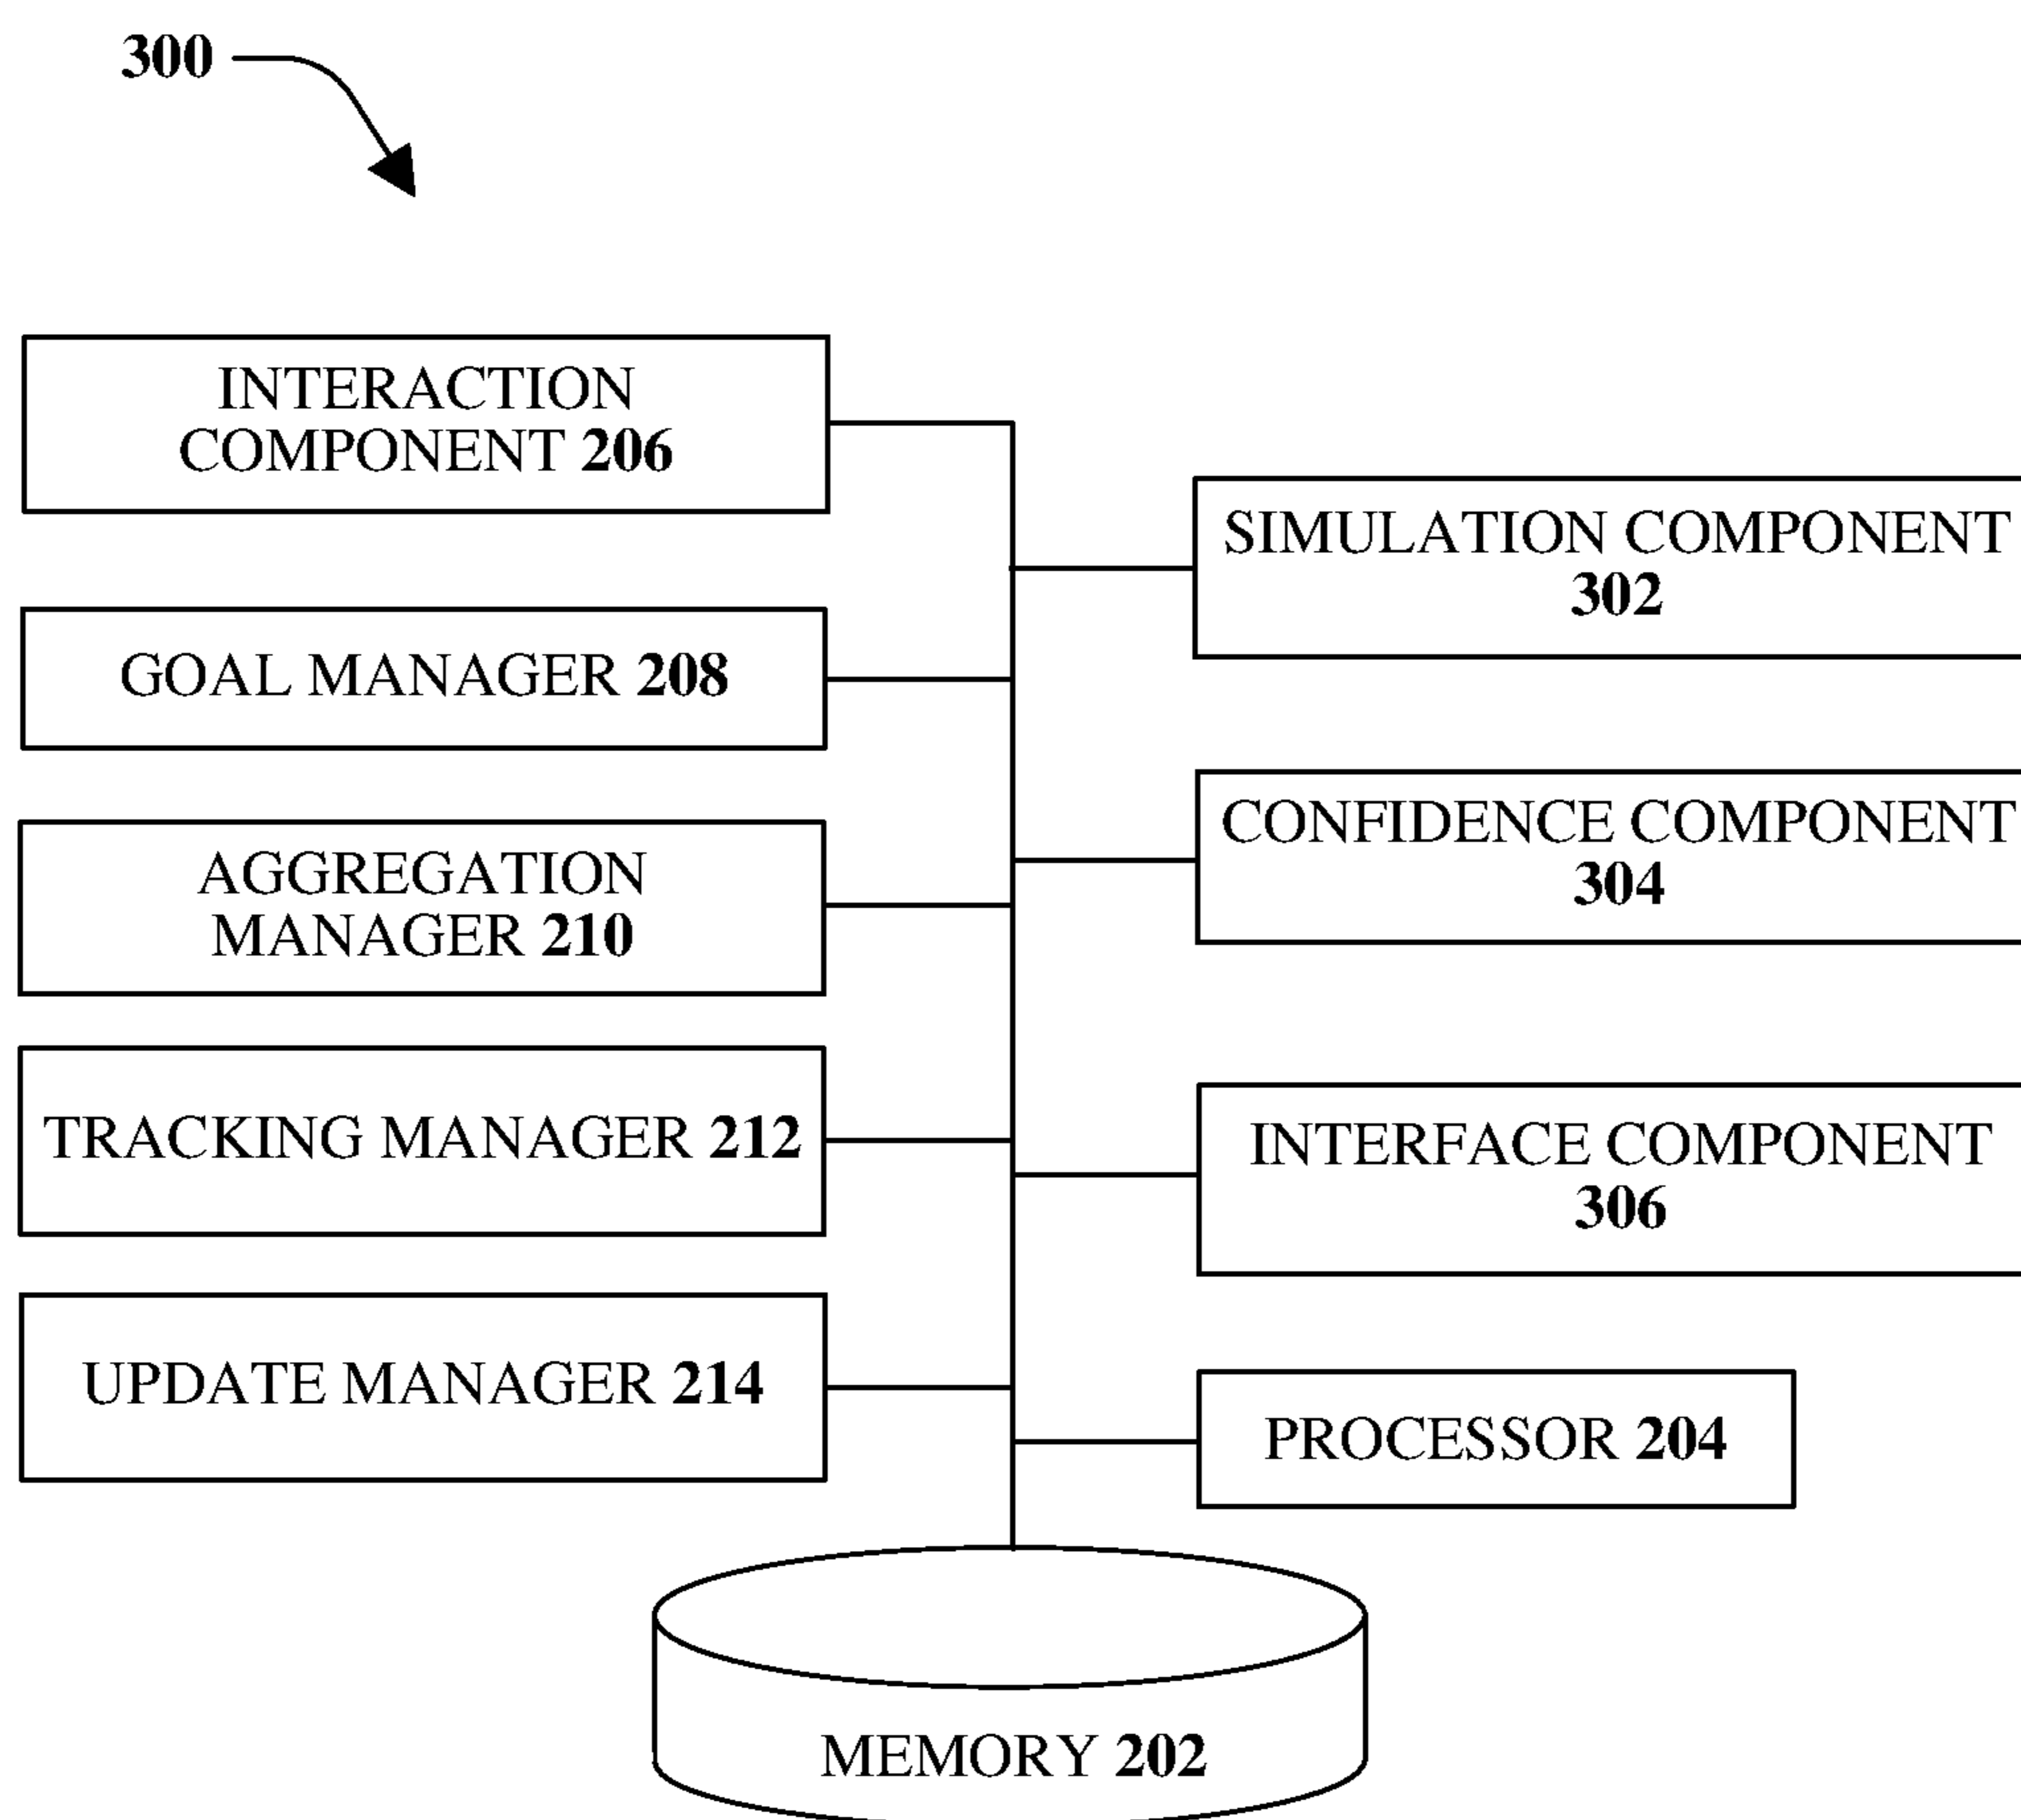 300
INTERACTION
COMPONENT 206
GOAL MANAGER 208
AGGREGATION
MANAGER 210
TRACKING MANAGER 212
UPDATE MANAGER 214
SIMULATION COMPONENT
302
CONFIDENCE COMPONENT
304
INTERFACE COMPONENT
306
PROCESSOR 204
MEMORY 202